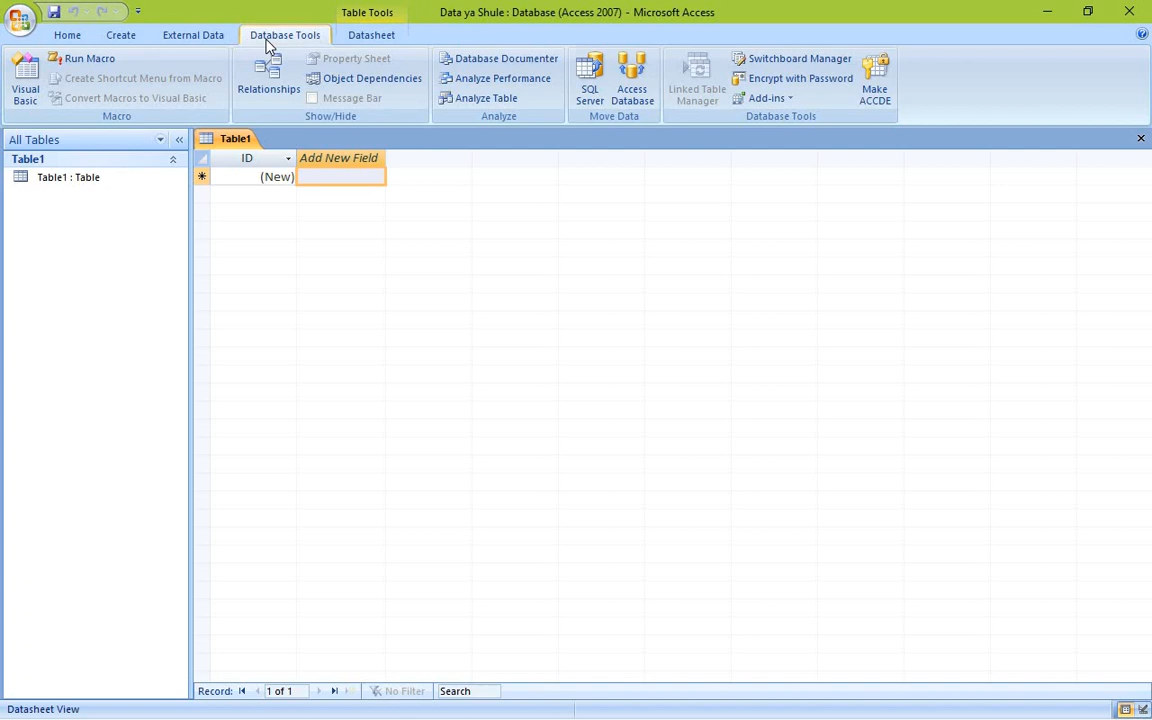 Table Tools
Data ya Shule : Database (Access 2007) - Microsoft Access
Home
Create
External Data
Database Tools
Datasheet
Visual Basic
Run Macro
Create Shortcut Menu from Macro
Convert Macros to Visual Basic
Macro
Relationships
Property Sheet
Object Dependencies
Message Bar
Show/Hide
Database Documenter
Analyze Performance
Analyze Table
Analyze
SQL Server
Access Database
Move Data
Linked Table Manager
Switchboard Manager
Encrypt with Password
Add-ins
Make ACCDE
Database Tools
All Tables
Table1
Table1 : Table
Table1
ID
Add New Field
(New)
Record:
1 of 1
No Filter
Search
Datasheet View